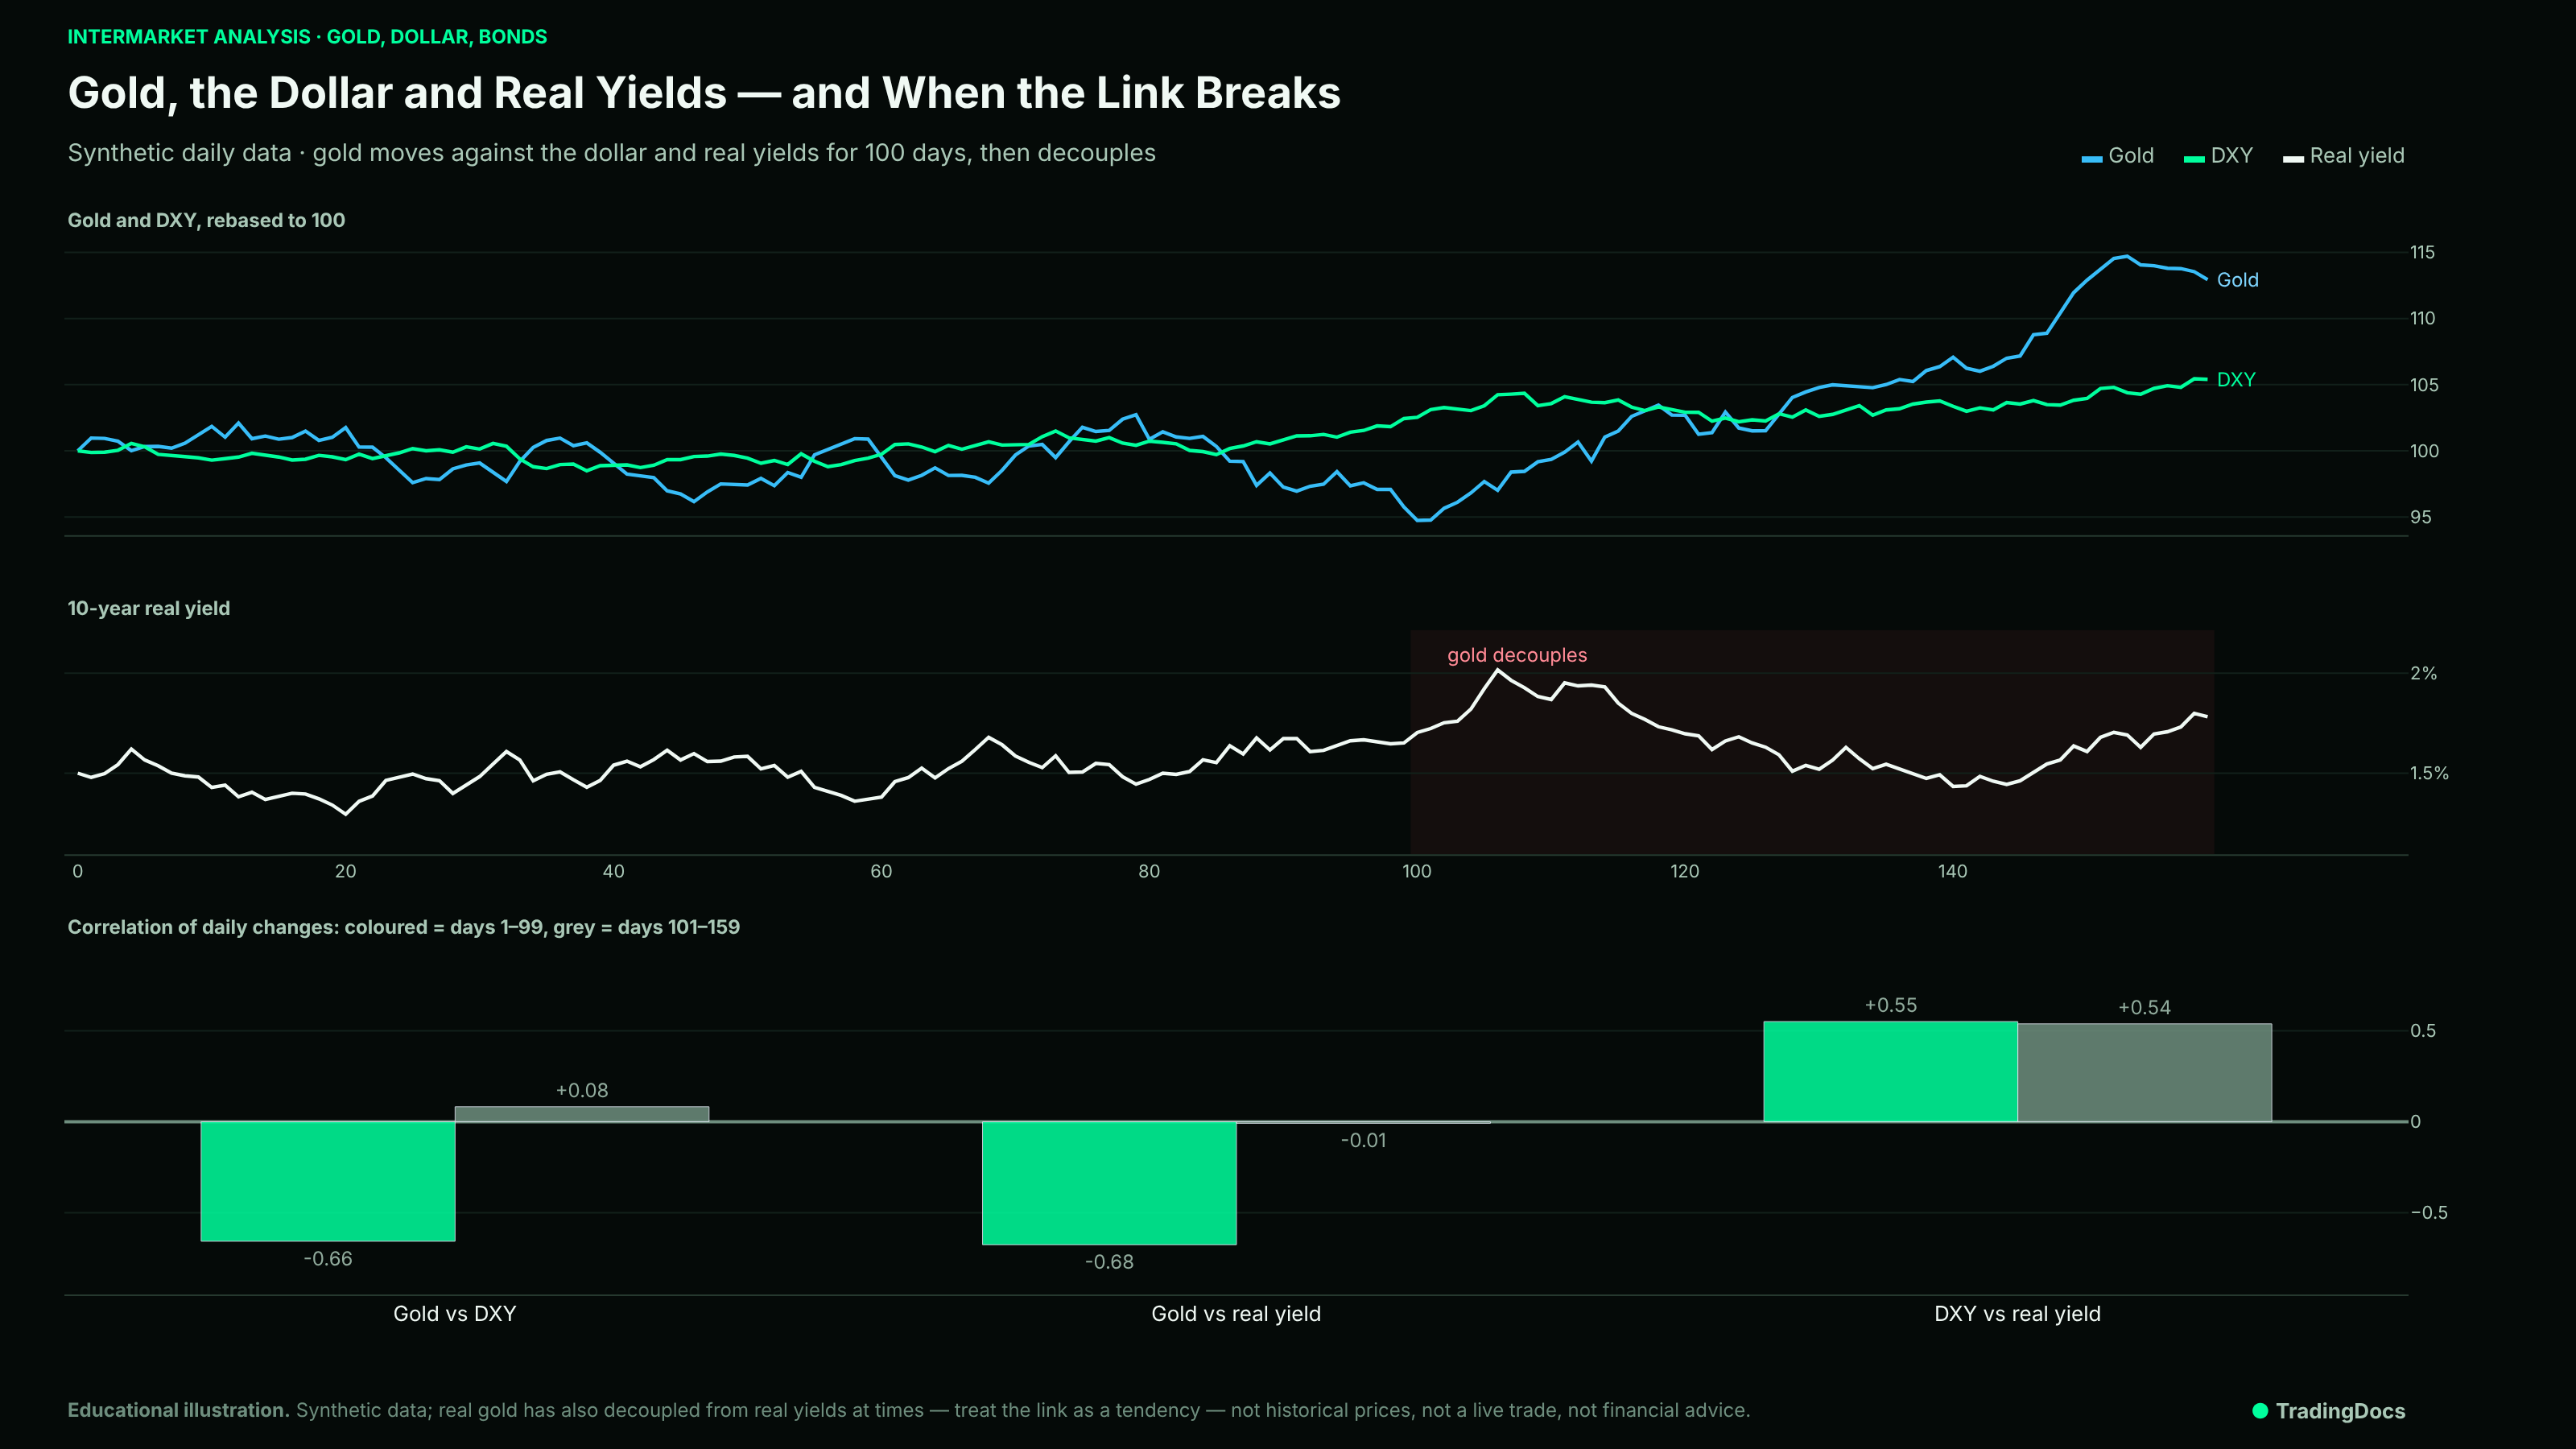 INTERMARKET ANALYSIS · GOLD, DOLLAR, BONDS
Gold, the Dollar and Real Yields — and When the Link Breaks
Synthetic daily data · gold moves against the dollar and real yields for 100 days, then decouples
Gold DXY Real yield
Gold and DXY, rebased to 100
115
Gold
110
105
DXY
100
95
10-year real yield
gold decouples
2%
1.5%
0 20 40 60 80 100 120 140
Correlation of daily changes: coloured = days 1–99, grey = days 101–159
+0.55 +0.54
0.5
+0.08
0
-0.01
−0.5
-0.66 -0.68
Gold vs DXY Gold vs real yield DXY vs real yield
Educational illustration. Synthetic data; real gold has also decoupled from real yields at times — treat the link as a tendency — not historical prices, not a live trade, not financial advice.
TradingDocs